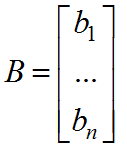 b₁
B = ...
bₙ